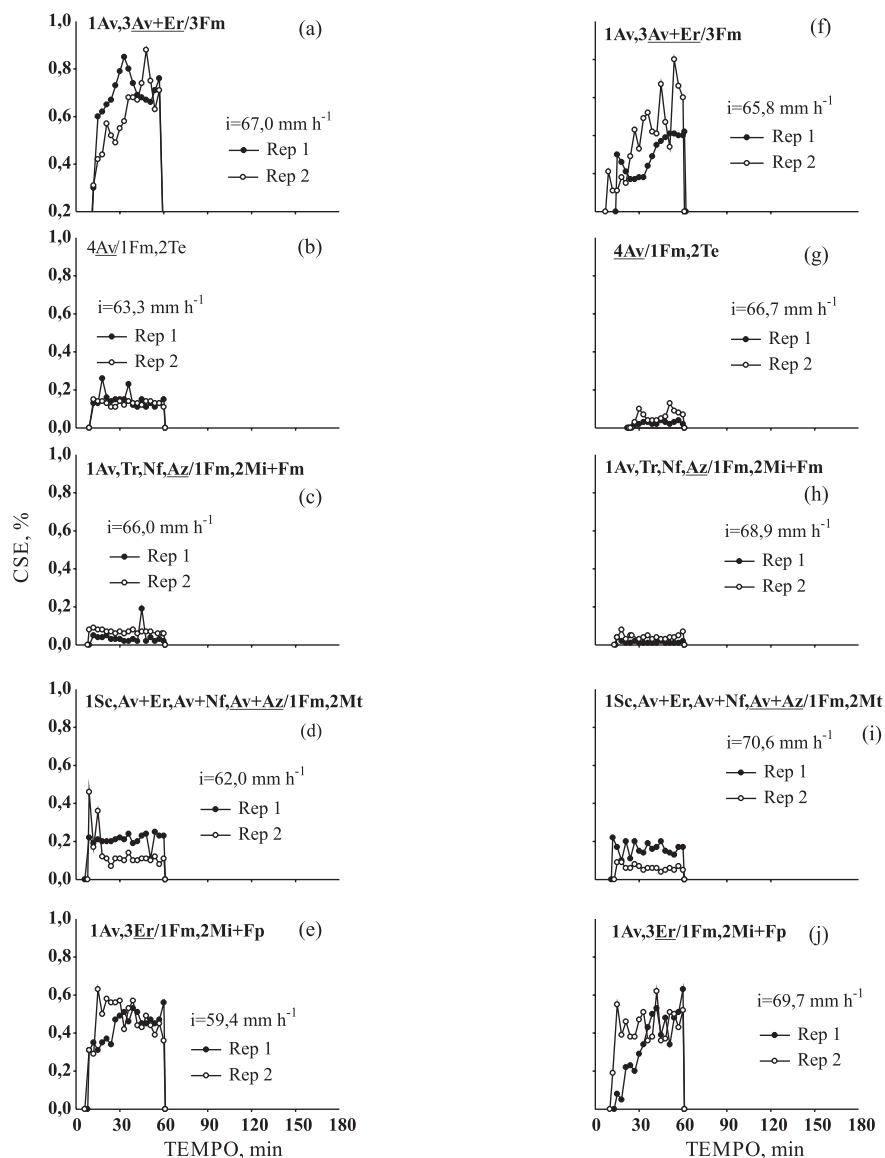 1Av,3Av+Er/3Fm
(a)
1,0
0,8
0,6
0,4
0,2
i=67,0 mm h⁻¹
Rep 1
Rep 2
0 30 60 90 120 150 180
1Av,3Av+Er/3Fm
(f)
i=65,8 mm h⁻¹
Rep 1
Rep 2
4Av/1Fm,2Te
(b)
1,0
0,8
0,6
0,4
0,2
0,0
i=63,3 mm h⁻¹
Rep 1
Rep 2
4Av/1Fm,2Te
(g)
i=66,7 mm h⁻¹
Rep 1
Rep 2
CSE, %
1Av,Tr,Nf,Az/1Fm,2Mi+Fm
(c)
1,0
0,8
0,6
0,4
0,2
0,0
i=66,0 mm h⁻¹
Rep 1
Rep 2
1Av,Tr,Nf,Az/1Fm,2Mi+Fm
(h)
i=68,9 mm h⁻¹
Rep 1
Rep 2
1Sc,Av+Er,Av+Nf,Av+Az/1Fm,2Mt
(d)
1,0
0,8
0,6
0,4
0,2
0,0
i=62,0 mm h⁻¹
Rep 1
Rep 2
1Sc,Av+Er,Av+Nf,Av+Az/1Fm,2Mt
(i)
i=70,6 mm h⁻¹
Rep 1
Rep 2
1Av,3Er/1Fm,2Mi+Fp
(e)
1,0
0,8
0,6
0,4
0,2
0,0
i=59,4 mm h⁻¹
Rep 1
Rep 2
0 30 60 90 120 150 180
TEMPO, min
1Av,3Er/1Fm,2Mi+Fp
(j)
i=69,7 mm h⁻¹
Rep 1
Rep 2
0 30 60 90 120 150 180
TEMPO, min